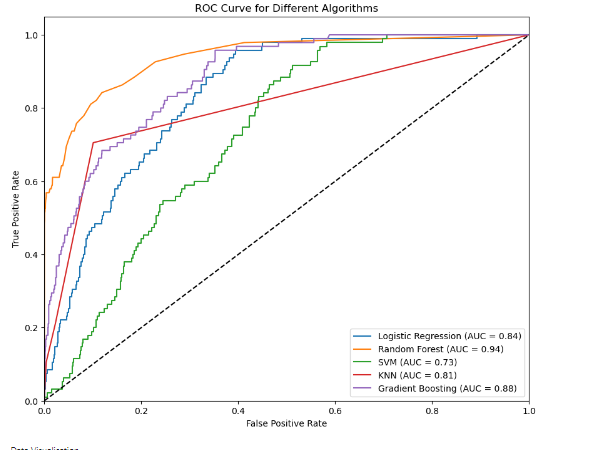 ROC Curve for Different Algorithms
1.0
0.8
0.6
0.4
0.2
0.0
True Positive Rate
Logistic Regression (AUC = 0.84)
Random Forest (AUC = 0.94)
SVM (AUC = 0.73)
KNN (AUC = 0.81)
Gradient Boosting (AUC = 0.88)
0.0 0.2 0.4 0.6 0.8 1.0
False Positive Rate
Data Visualisation